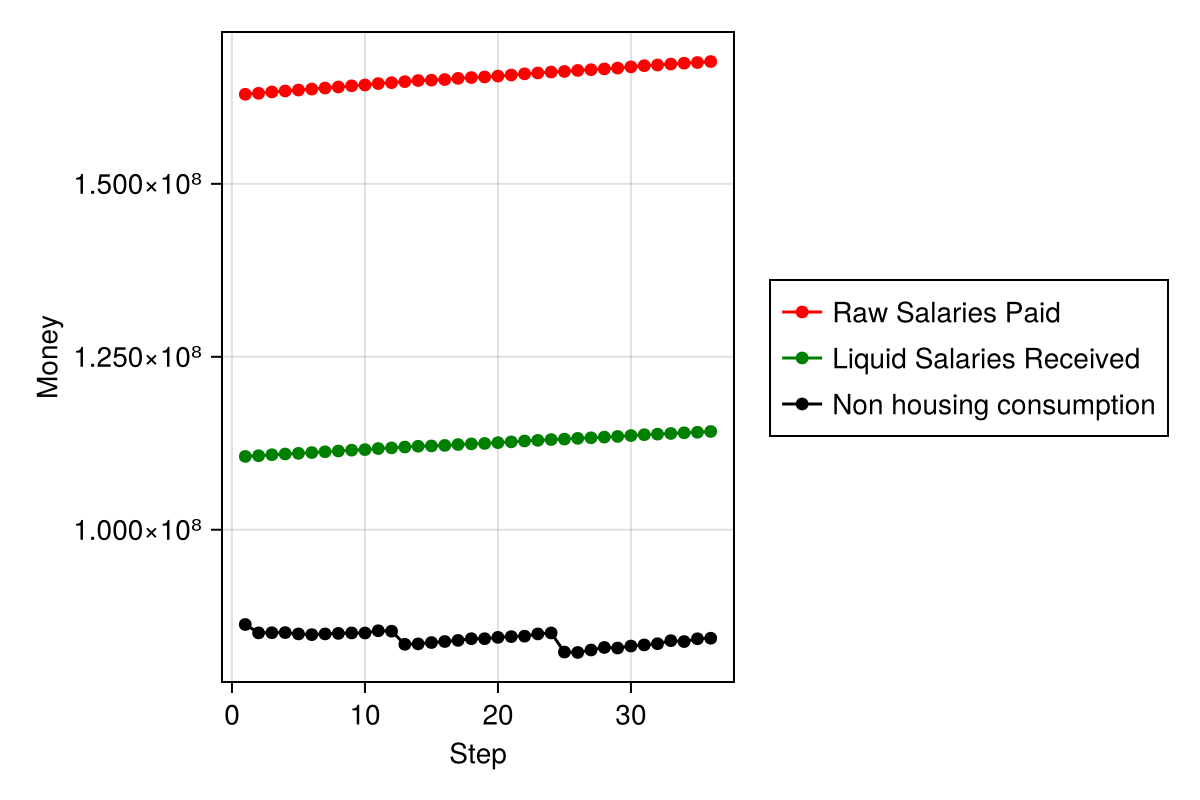 Money
1.500×10⁸
1.250×10⁸
1.000×10⁸
0 10 20 30
Step
Raw Salaries Paid
Liquid Salaries Received
Non housing consumption